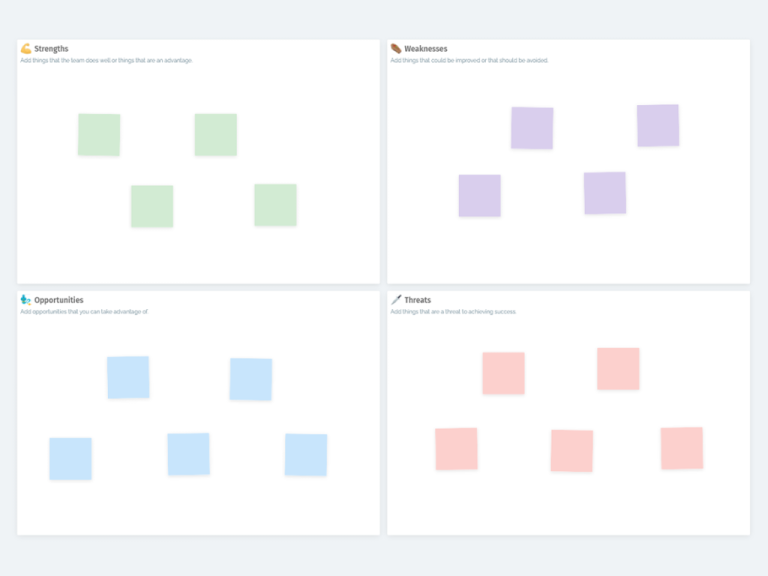 Strengths
Add things that the team does well or things that are an advantage.
Weaknesses
Add things that could be improved or that should be avoided.
Opportunities
Add opportunities that you can take advantage of
Threats
Add things that are a threat to achieving success.